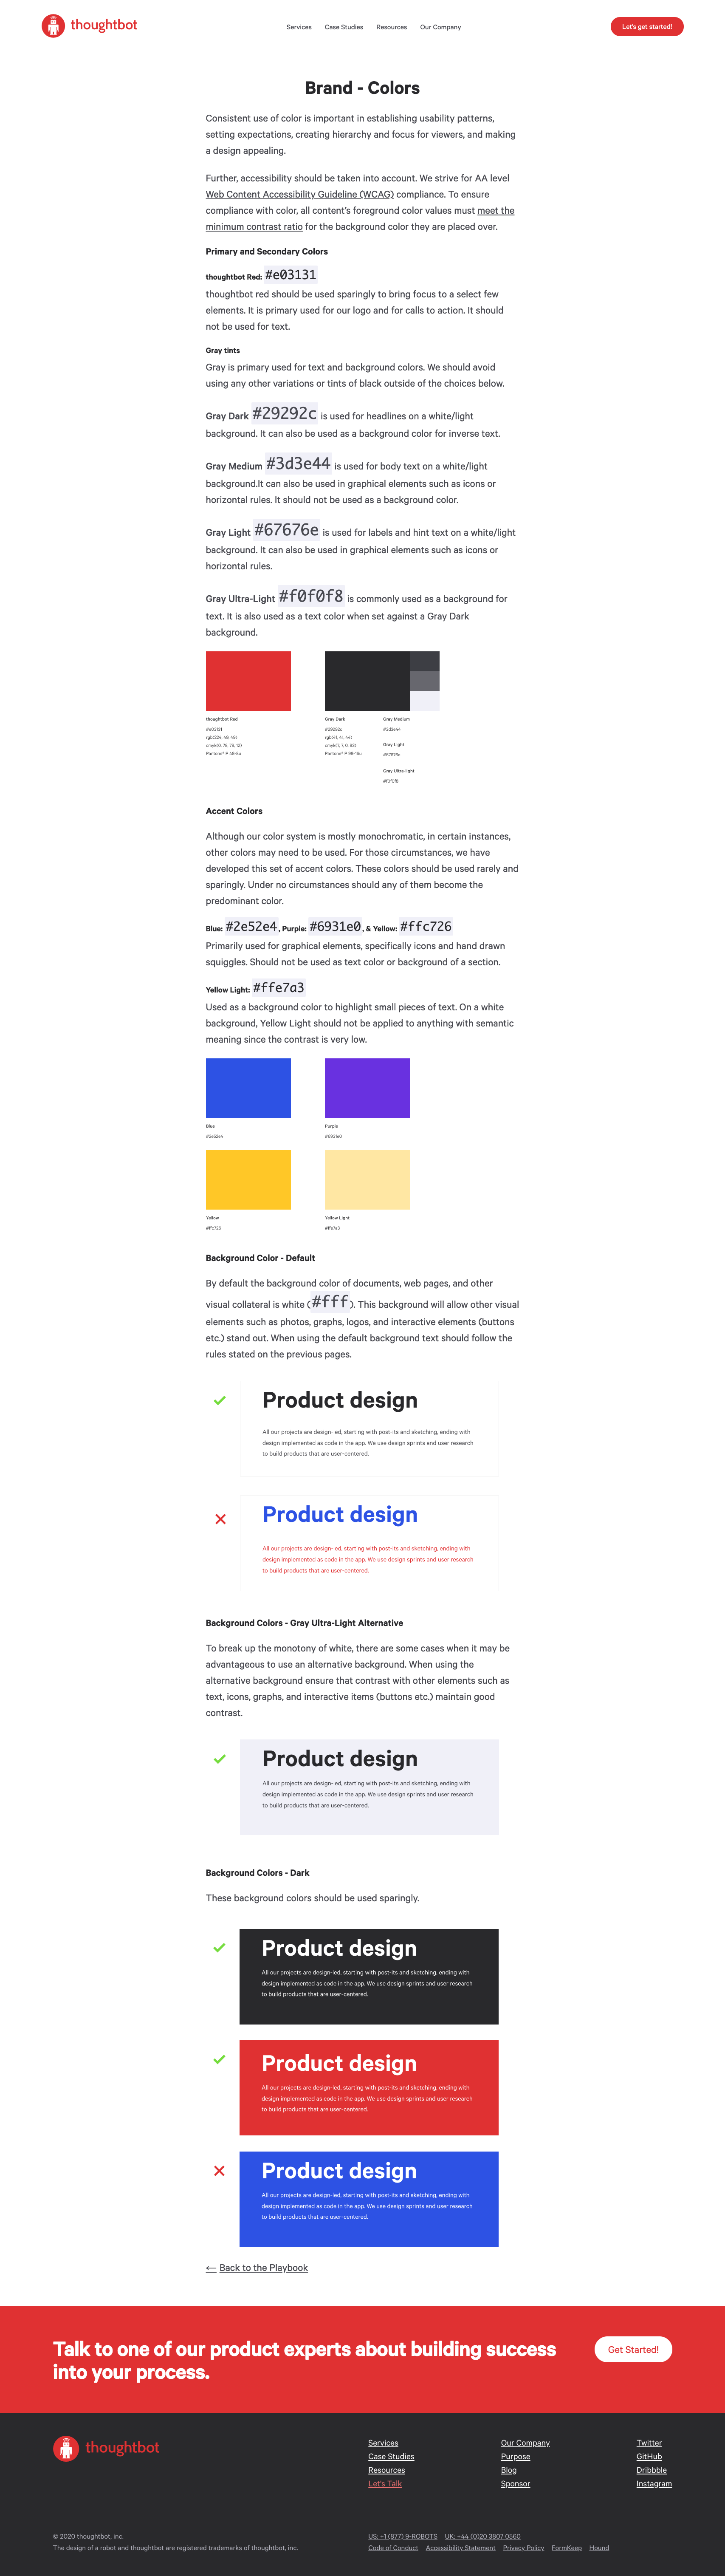 thoughtbot
Services Case Studies Resources Our Company
Let's get started!
Brand - Colors
Consistent use of color is important in establishing usability patterns,
setting expectations, creating hierarchy and focus for viewers, and making
a design appealing.
Further, accessibility should be taken into account. We strive for AA level
Web Content Accessibility Guideline (WCAG) compliance. To ensure
compliance with color, all content's foreground color values must meet the
minimum contrast ratio for the background color they are placed over.
Primary and Secondary Colors
thoughtbot Red: #e03131
thoughtbot red should be used sparingly to bring focus to a select few
elements. It is primary used for our logo and for calls to action. It should
not be used for text.
Gray tints
Gray is primary used for text and background colors. We should avoid
using any other variations or tints of black outside of the choices below.
Gray Dark #29292c is used for headlines on a white/light
background. It can also be used as a background color for inverse text.
Gray Medium #3d3e44 is used for body text on a white/light
background.It can also be used in graphical elements such as icons or
horizontal rules. It should not be used as a background color.
Gray Light #67676e is used for labels and hint text on a white/light
background. It can also be used in graphical elements such as icons or
horizontal rules.
Gray Ultra-Light #f0f0f8 is commonly used as a background for
text. It is also used as a text color when set against a Gray Dark
background.
thoughtbot Red
#e03131
rgb(224, 49, 49)
cmyk(0, 78, 78, 12)
Pantone® P 48-8u
Gray Dark
#29292c
rgb(41, 41, 44)
Gray Medium
#3d3e44
Gray Light
#67676e
Gray Ultra-light
#f0f0f8
Accent Colors
Although our color system is mostly monochromatic, in certain instances,
other colors may need to be used. For those circumstances, we have
developed this set of accent colors. These colors should be used rarely and
sparingly. Under no circumstances should any of them become the
predominant color.
Blue: #2e52e4, Purple: #6931e0, & Yellow: #ffc726
Primarily used for graphical elements, specifically icons and hand drawn
squiggles. Should not be used as text color or background of a section.
Yellow Light: #ffe7a3
Used as a background color to highlight small pieces of text. On a white
background, Yellow Light should not be applied to anything with semantic
meaning since the contrast is very low.
Blue
#2e52e4
Purple
#6931e0
Yellow
#ffc726
Yellow Light
#ffe7a3
Background Color - Default
By default the background color of documents, web pages, and other
visual collateral is white (#fff). This background will allow other visual
elements such as photos, graphs, logos, and interactive elements (buttons
etc.) stand out. When using the default background text should follow the
rules stated on the previous pages.
Product design
All our projects are design-led, starting with post-its and sketching, ending with
design implemented as code in the app. We use design sprints and user research
to build products that are user-centered.
Product design
All our projects are design-led, starting with post-its and sketching, ending with
design implemented as code in the app. We use design sprints and user research
to build products that are user-centered.
Background Colors - Gray Ultra-Light Alternative
To break up the monotony of white, there are some cases when it may be
advantageous to use an alternative background. When using the
alternative background ensure that contrast with other elements such as
text, icons, graphs, and interactive items (buttons etc.) maintain good
contrast.
Product design
All our projects are design-led, starting with post-its and sketching, ending with
design implemented as code in the app. We use design sprints and user research
to build products that are user-centered.
Background Colors - Dark
These background colors should be used sparingly.
Product design
All our projects are design-led, starting with post-its and sketching, ending with
design implemented as code in the app. We use design sprints and user research
to build products that are user-centered.
Product design
All our projects are design-led, starting with post-its and sketching, ending with
design implemented as code in the app. We use design sprints and user research
to build products that are user-centered.
Product design
All our projects are design-led, starting with post-its and sketching, ending with
design implemented as code in the app. We use design sprints and user research
to build products that are user-centered.
← Back to the Playbook
Talk to one of our product experts about building success
into your process.
Get Started!
thoughtbot
Services
Case Studies
Resources
Let's Talk
Our Company
Purpose
Blog
Sponsor
Twitter
GitHub
Dribbble
Instagram
© 2020 thoughtbot, inc.
The design of a robot and thoughtbot are registered trademarks of thoughtbot, inc.
US: +1 (877) 9-ROBOTS UK: +44 (0)20 3807 0560
Code of Conduct Accessibility Statement Privacy Policy FormKeep Hound